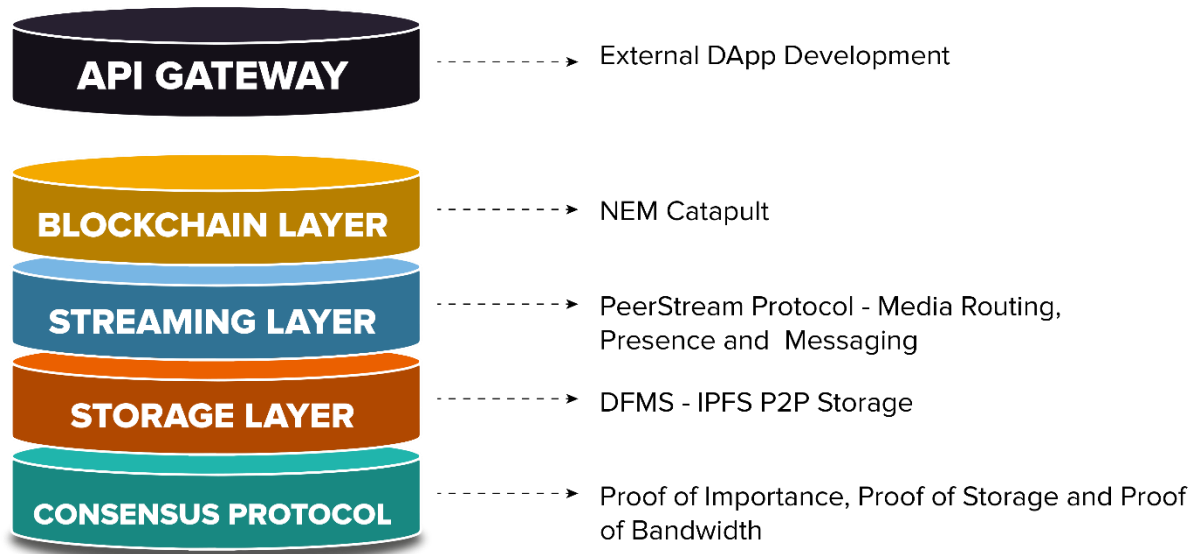 API GATEWAY
External DApp Development
BLOCKCHAIN LAYER
NEM Catapult
STREAMING LAYER
PeerStream Protocol - Media Routing,
Presence and Messaging
STORAGE LAYER
DFMS - IPFS P2P Storage
CONSENSUS PROTOCOL
Proof of Importance, Proof of Storage and Proof
of Bandwidth